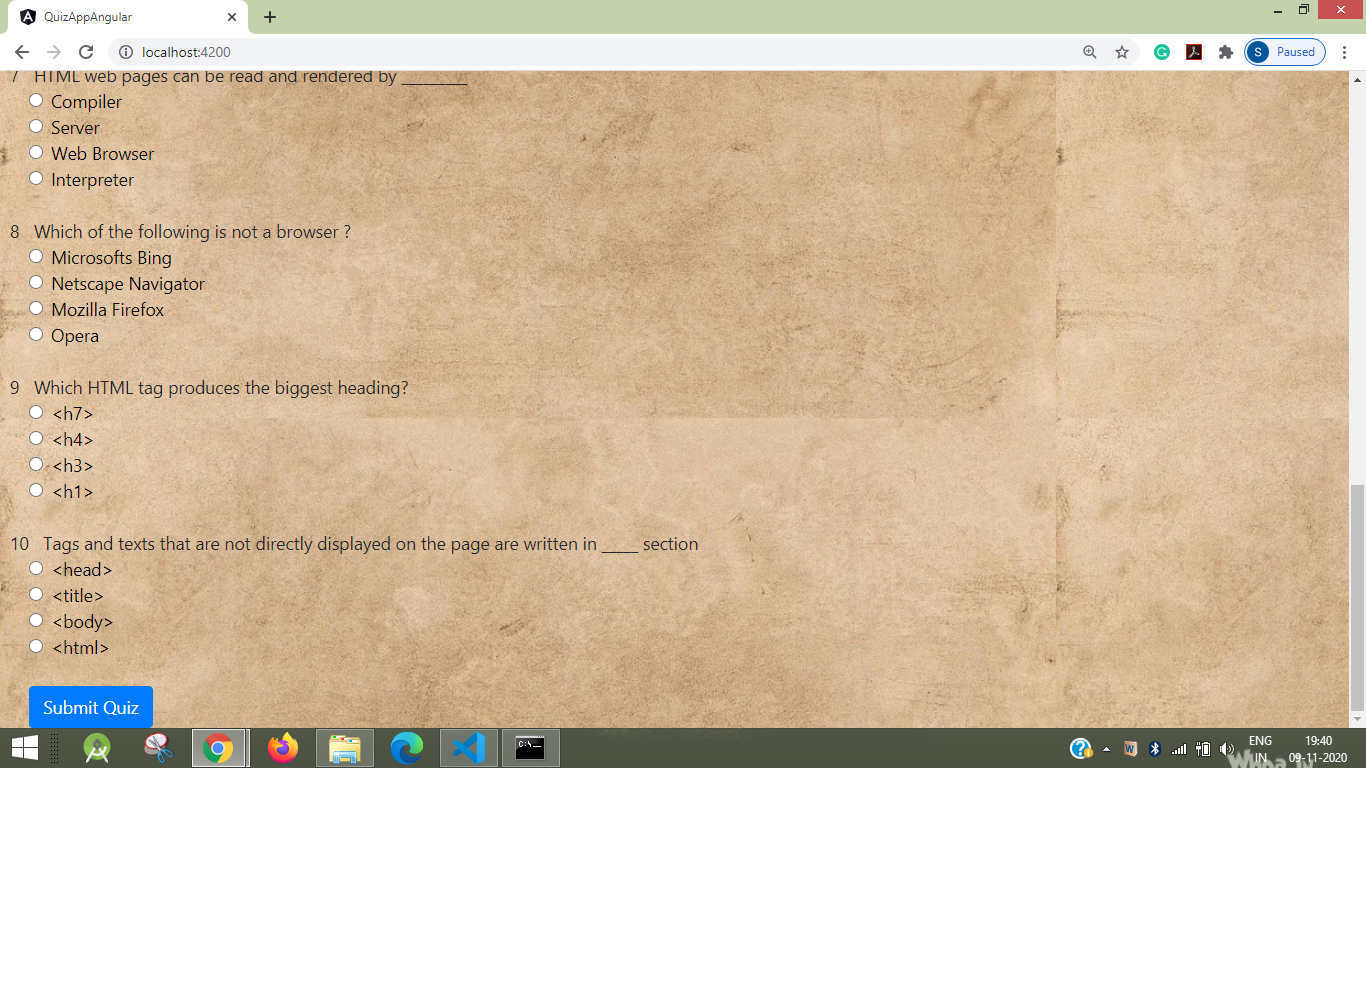 QuizAppAngular
localhost:4200
Paused
S
7 HTML web pages can be read and rendered by _________
Compiler
Server
Web Browser
Interpreter
8 Which of the following is not a browser ?
Microsofts Bing
Netscape Navigator
Mozilla Firefox
Opera
9 Which HTML tag produces the biggest heading?
<h7>
<h4>
<h3>
<h1>
10 Tags and texts that are not directly displayed on the page are written in _____ section
<head>
<title>
<body>
<html>
Submit Quiz
ENG 19:40
IN 09-11-2020